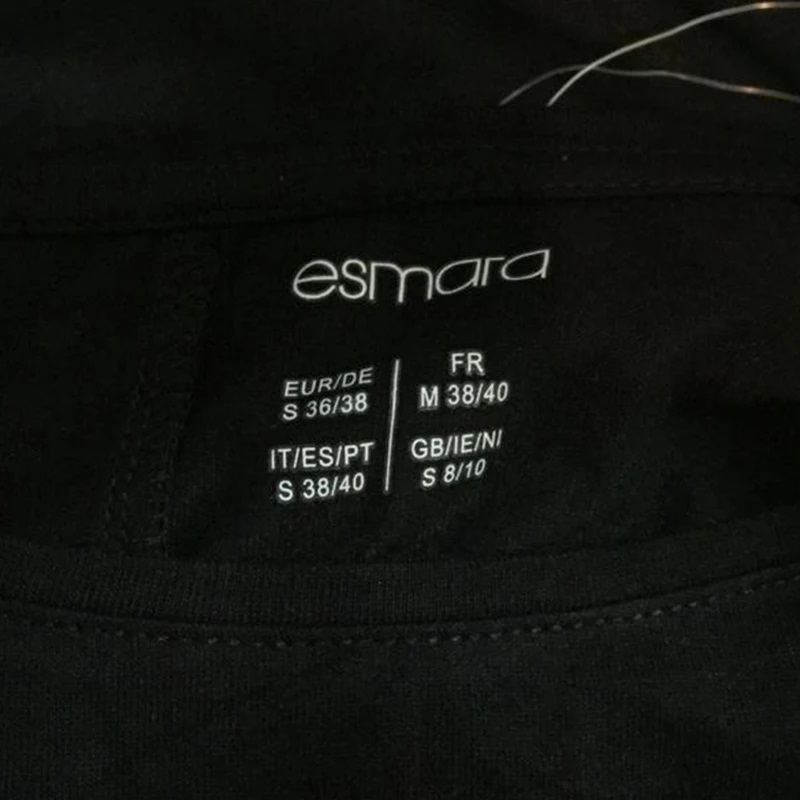 esmara
EUR/DE
S 36/38
FR
M 38/40
IT/ES/PT
S 38/40
GB/IE/NI
S 8/10